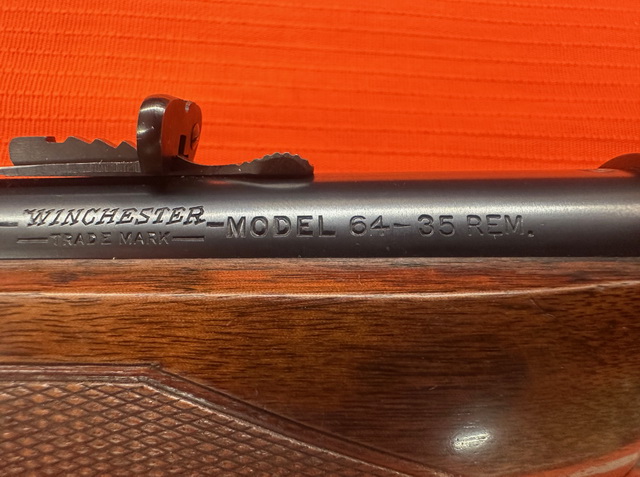 -WINCHESTER-MODEL 64-35 REM.
—TRADE MARK—